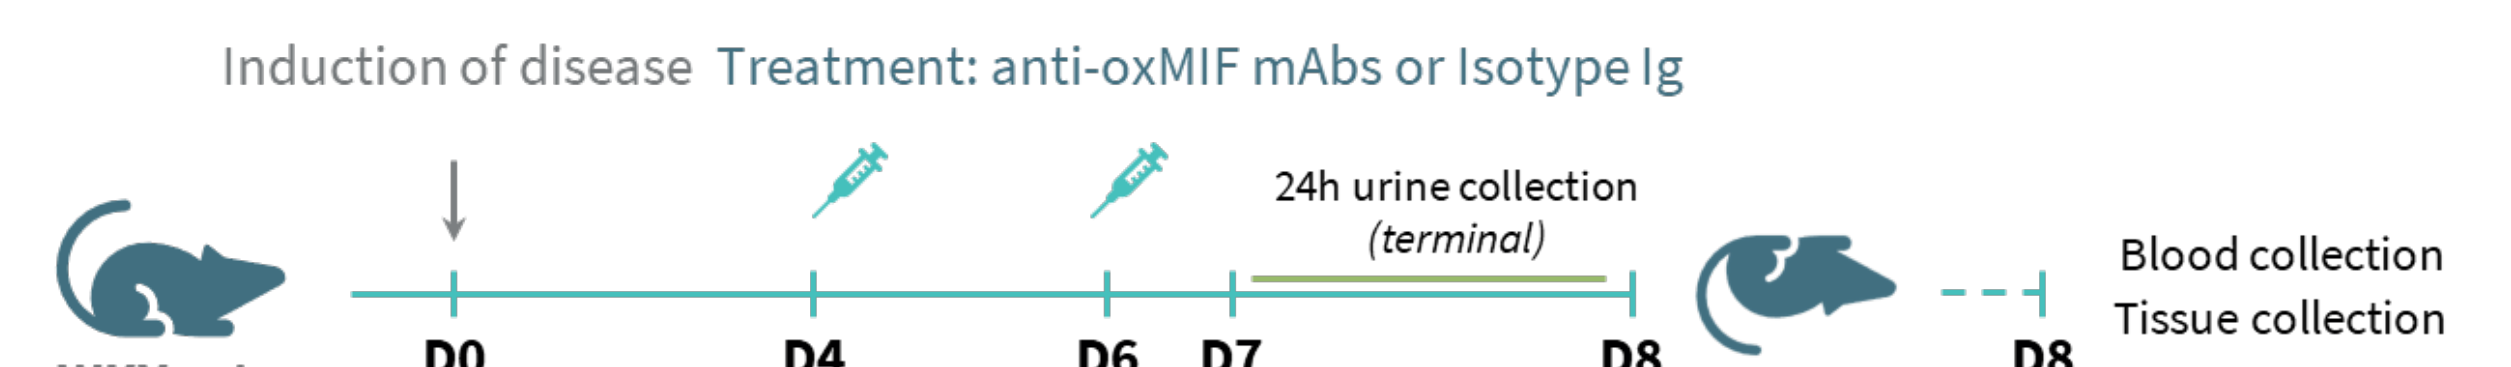 Induction of disease Treatment: anti-oxMIF mAbs or Isotype Ig
24h urine collection
(terminal)
Blood collection
Tissue collection
D0 D4 D6 D7 D8 D8